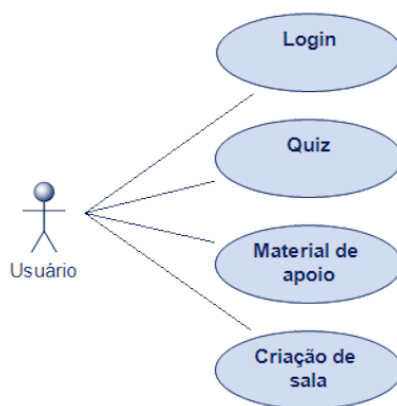 Login
Quiz
Usuário
Material de
apoio
Criação de
sala